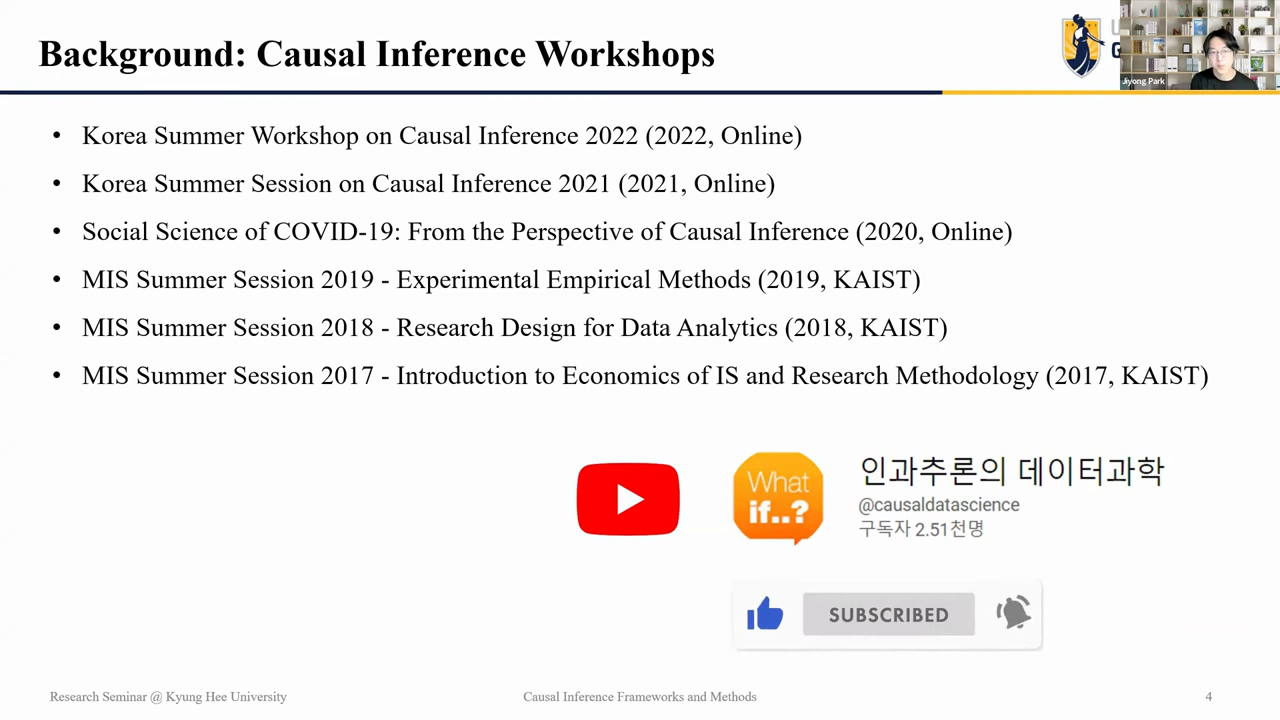 Background: Causal Inference Workshops
Jiyong Park
• Korea Summer Workshop on Causal Inference 2022 (2022, Online)
• Korea Summer Session on Causal Inference 2021 (2021, Online)
• Social Science of COVID-19: From the Perspective of Causal Inference (2020, Online)
• MIS Summer Session 2019 - Experimental Empirical Methods (2019, KAIST)
• MIS Summer Session 2018 - Research Design for Data Analytics (2018, KAIST)
• MIS Summer Session 2017 - Introduction to Economics of IS and Research Methodology (2017, KAIST)
What
if..?
인과추론의 데이터과학
@causaldatascience
구독자 2.51천명
SUBSCRIBED
Research Seminar @ Kyung Hee University
Causal Inference Frameworks and Methods
4